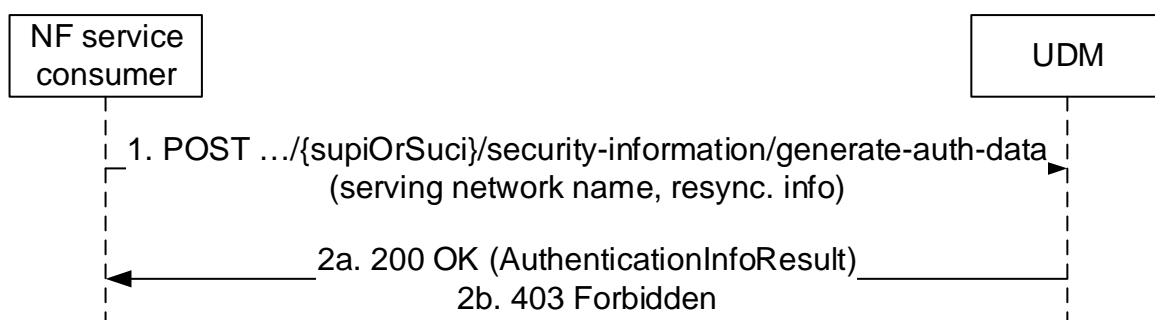 NF service
consumer
UDM
1. POST …/{supiOrSuci}/security-information/generate-auth-data
(serving network name, resync. info)
2a. 200 OK (AuthenticationInfoResult)
2b. 403 Forbidden